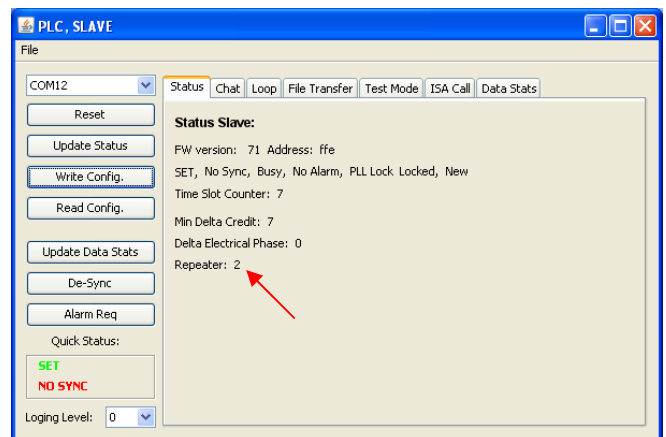 PLC, SLAVE
File
COM12
Reset
Update Status
Write Config.
Read Config.
Update Data Stats
De-Sync
Alarm Req
Quick Status:
SET
NO SYNC
Loging Level: 0
Status Chat Loop File Transfer Test Mode ISA Call Data Stats
Status Slave:
FW version: 71 Address: ffe
SET, No Sync, Busy, No Alarm, PLL Lock Locked, New
Time Slot Counter: 7
Min Delta Credit: 7
Delta Electrical Phase: 0
Repeater: 2